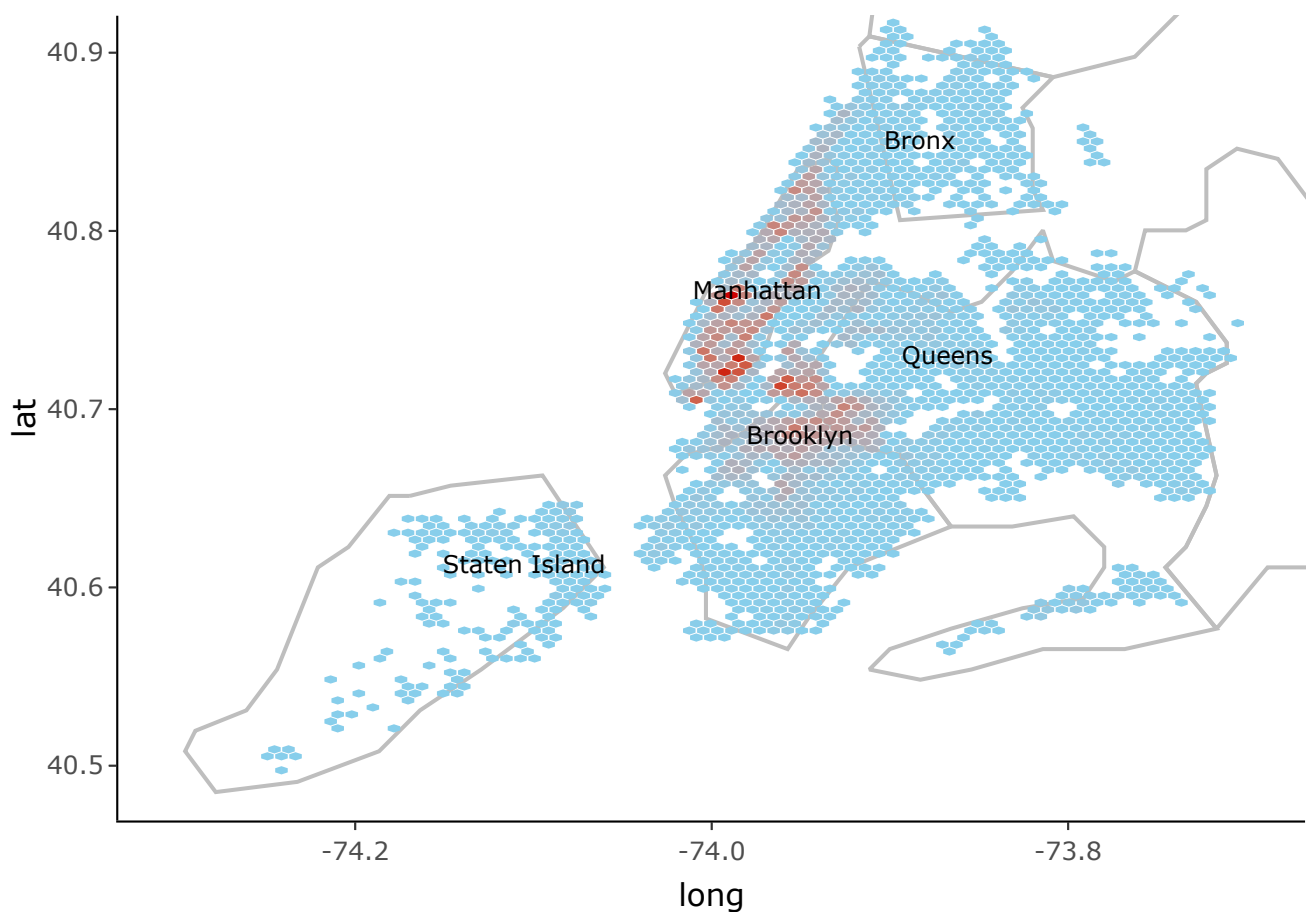 40.9
Bronx
40.8
Manhattan
Queens
40.7
Brooklyn
lat
Staten Island
40.6
40.5
-74.2
-74.0
-73.8
long